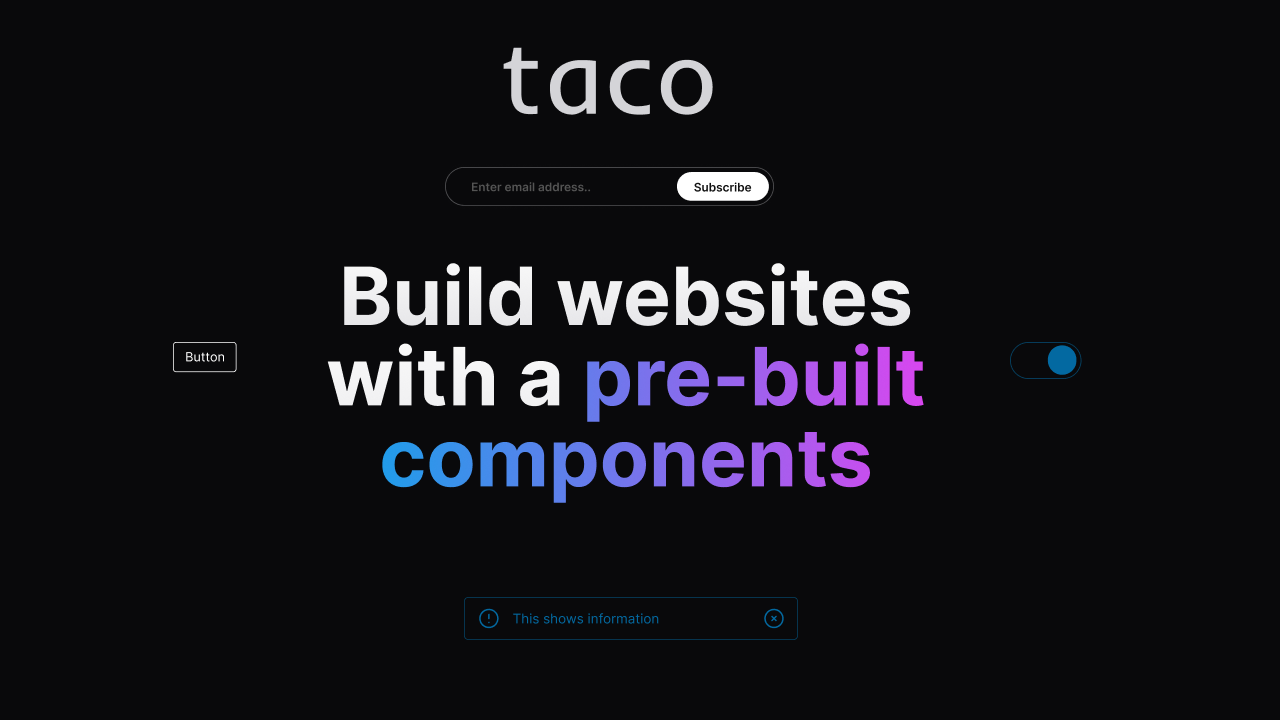 taco
Enter email address.. Subscribe
Build websites
with a pre-built
components
Button
This shows information